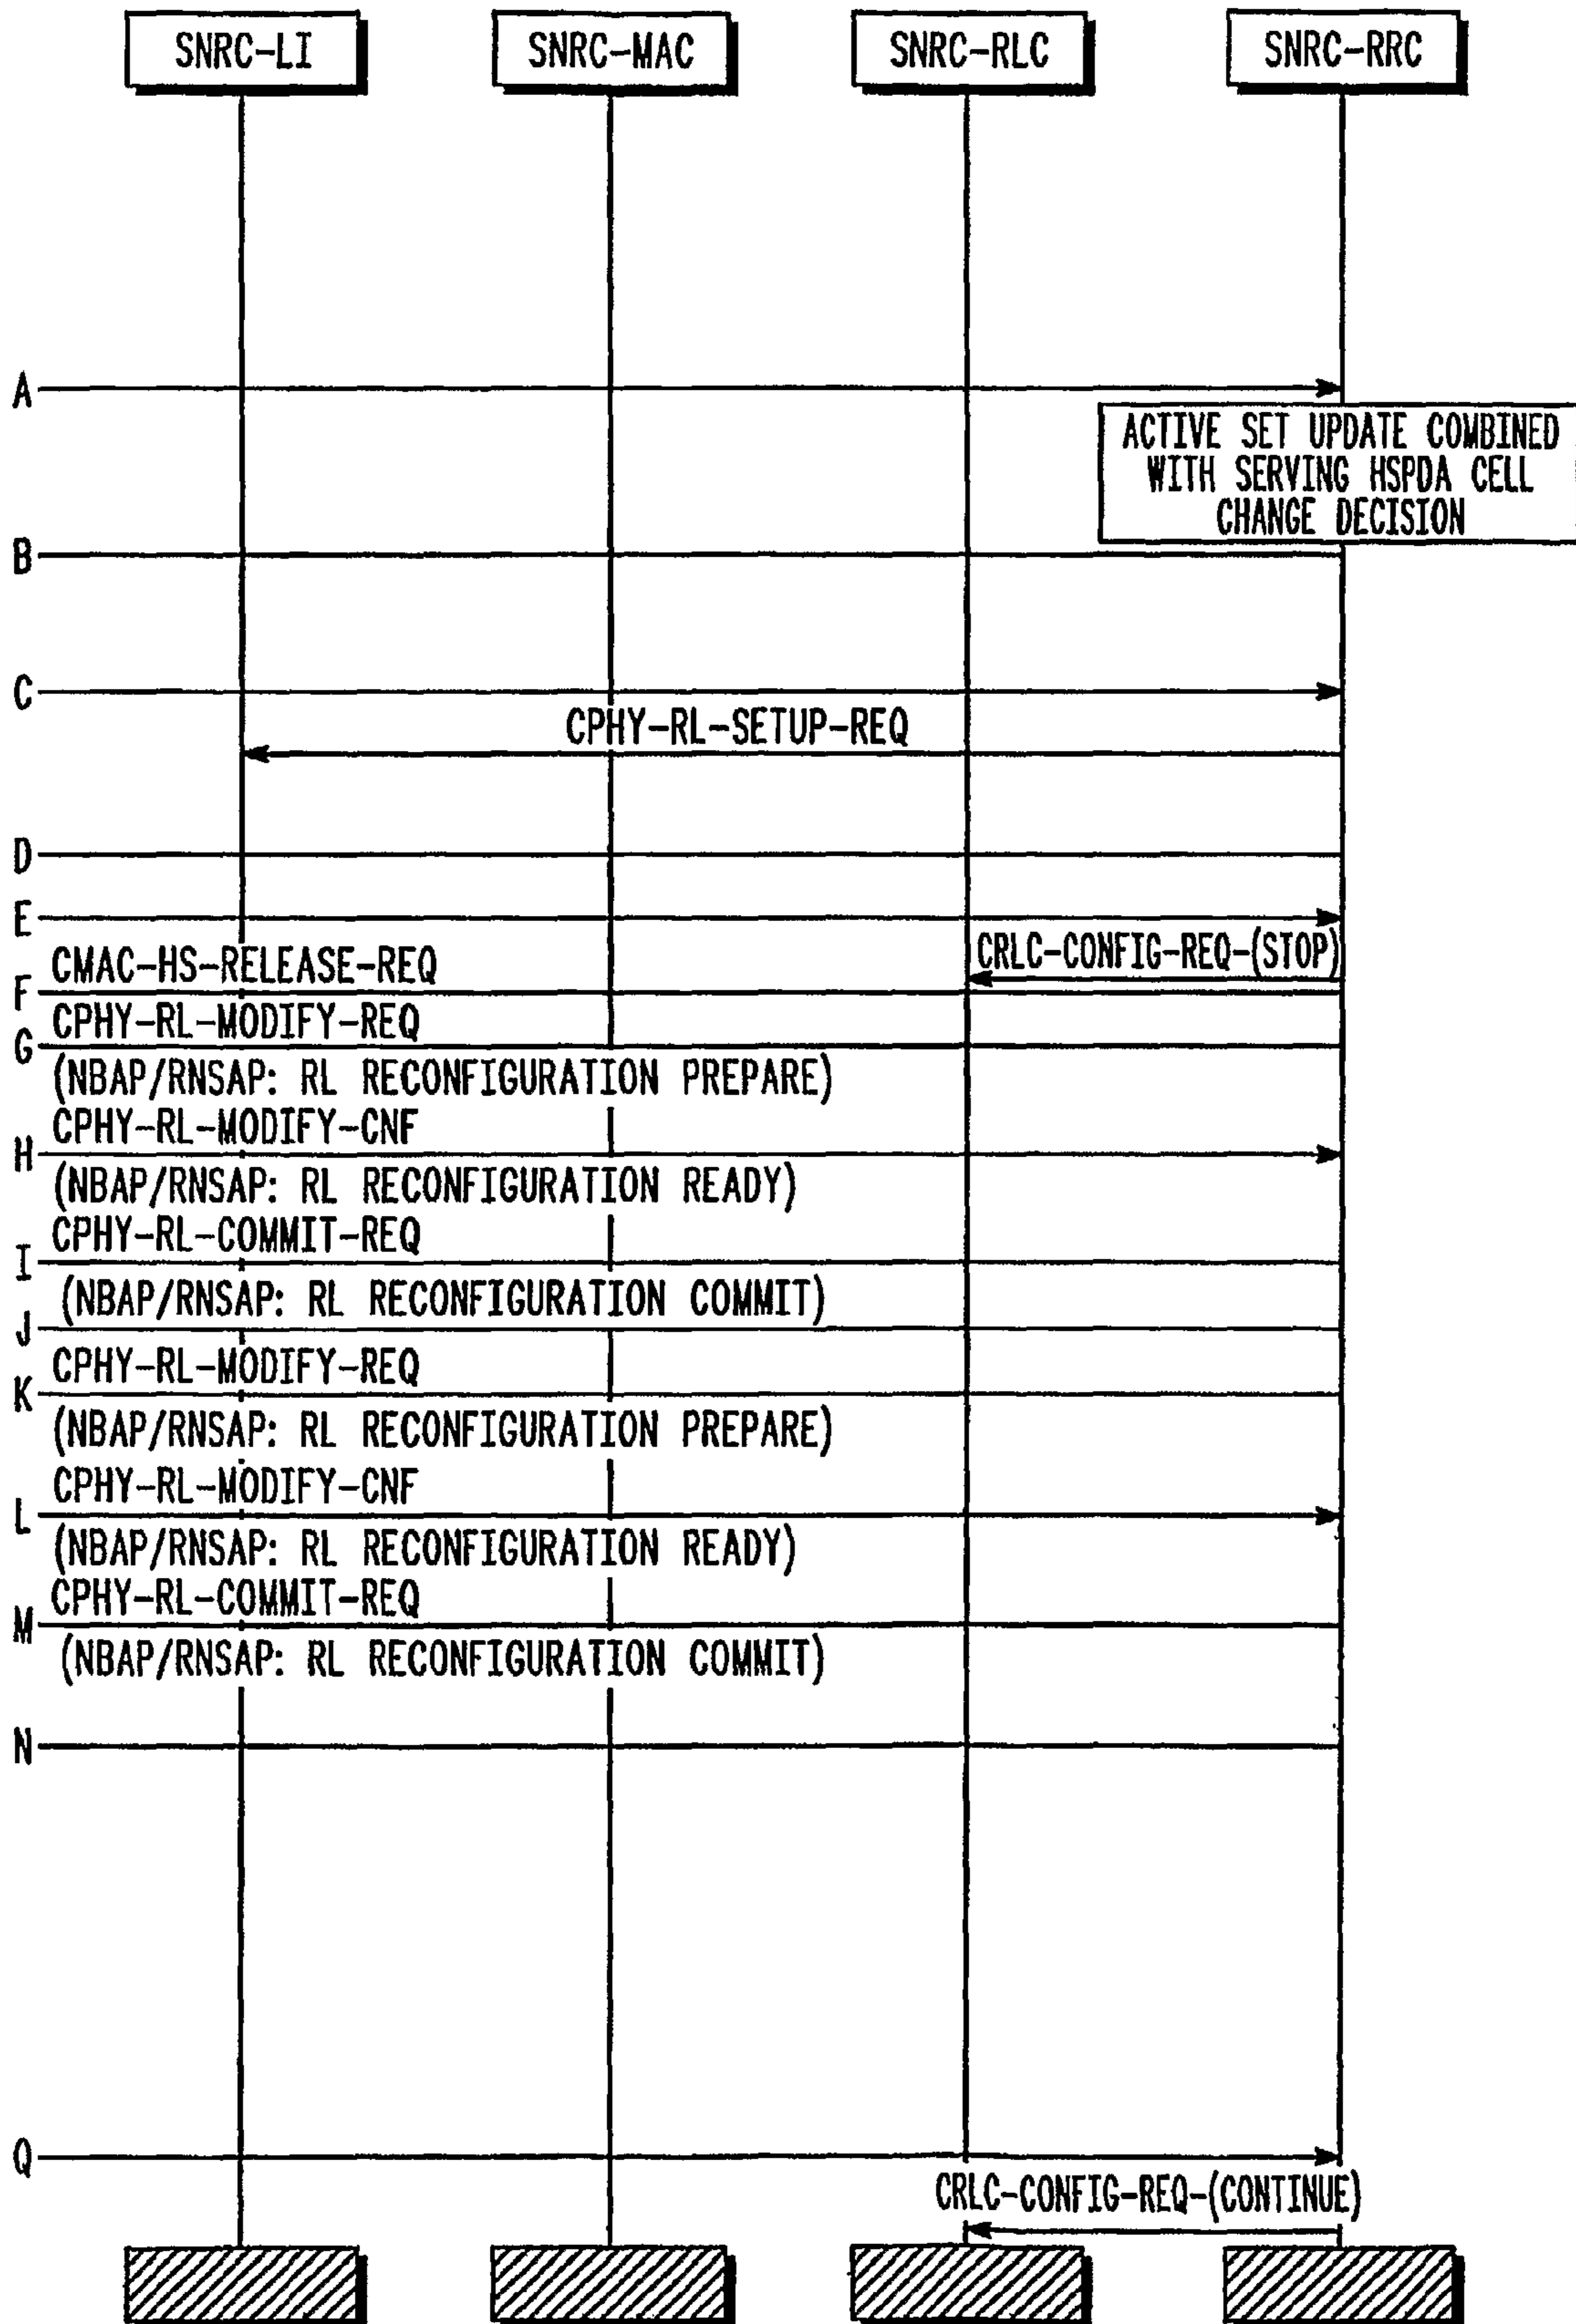 SNRC-LI
SNRC-MAC
SNRC-RLC
SNRC-RRC
A
ACTIVE SET UPDATE COMBINED
WITH SERVING HSPDA CELL
CHANGE DECISION
B
C
CPHY-RL-SETUP-REQ
D
E
CRLC-CONFIG-REQ-(STOP)
CMAC-HS-RELEASE-REQ
F
CPHY-RL-MODIFY-REQ
G
(NBAP/RNSAP: RL RECONFIGURATION PREPARE)
CPHY-RL-MODIFY-CNF
H
(NBAP/RNSAP: RL RECONFIGURATION READY)
CPHY-RL-COMMIT-REQ
I
(NBAP/RNSAP: RL RECONFIGURATION COMMIT)
J
CPHY-RL-MODIFY-REQ
K
(NBAP/RNSAP: RL RECONFIGURATION PREPARE)
CPHY-RL-MODIFY-CNF
L
(NBAP/RNSAP: RL RECONFIGURATION READY)
CPHY-RL-COMMIT-REQ
M
(NBAP/RNSAP: RL RECONFIGURATION COMMIT)
N
Q
CRLC-CONFIG-REQ-(CONTINUE)